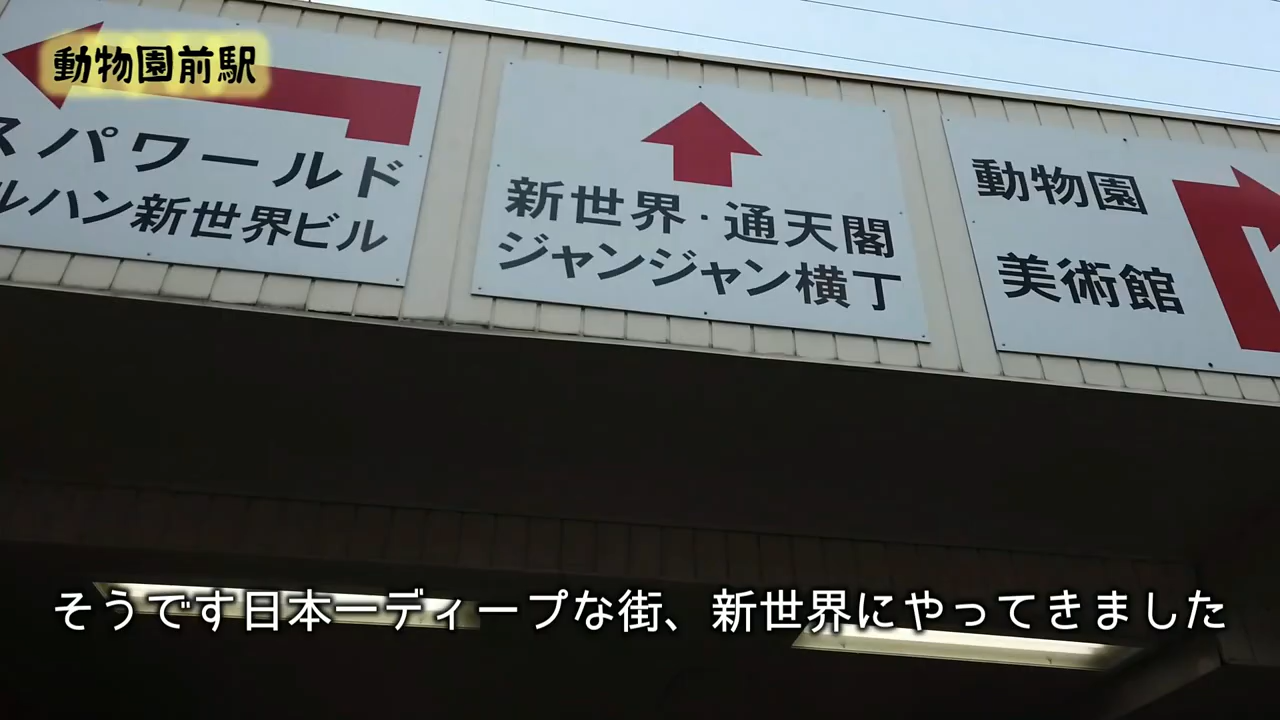 動物園前駅
スパワールド
ルハン新世界ビル
新世界・通天閣
ジャンジャン横丁
動物園
美術館
そうです日本一ディープな街、新世界にやってきました